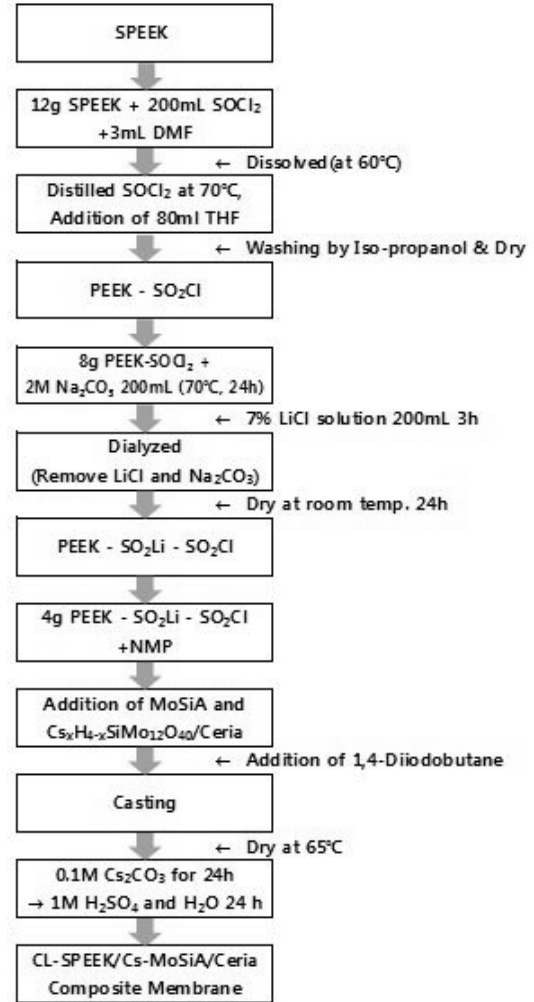 SPEEK
12g SPEEK + 200mL SOCl₂
+3mL DMF
← Dissolved(at 60℃)
Distilled SOCl₂ at 70℃,
Addition of 80ml THF
← Washing by Iso-propanol & Dry
PEEK - SO₂Cl
8g PEEK-SOCl₂ +
2M Na₂CO₃ 200mL (70℃, 24h)
← 7% LiCl solution 200mL 3h
Dialyzed
(Remove LiCl and Na₂CO₃)
← Dry at room temp. 24h
PEEK - SO₂Li - SO₂Cl
4g PEEK - SO₂Li - SO₂Cl
+NMP
Addition of MoSiA and
CsₓH₄₋ₓSiMo₁₂O₄₀/Ceria
← Addition of 1,4-Diiodobutane
Casting
← Dry at 65℃
0.1M Cs₂CO₃ for 24h
→ 1M H₂SO₄ and H₂O 24 h
CL-SPEEK/Cs-MoSiA/Ceria
Composite Membrane